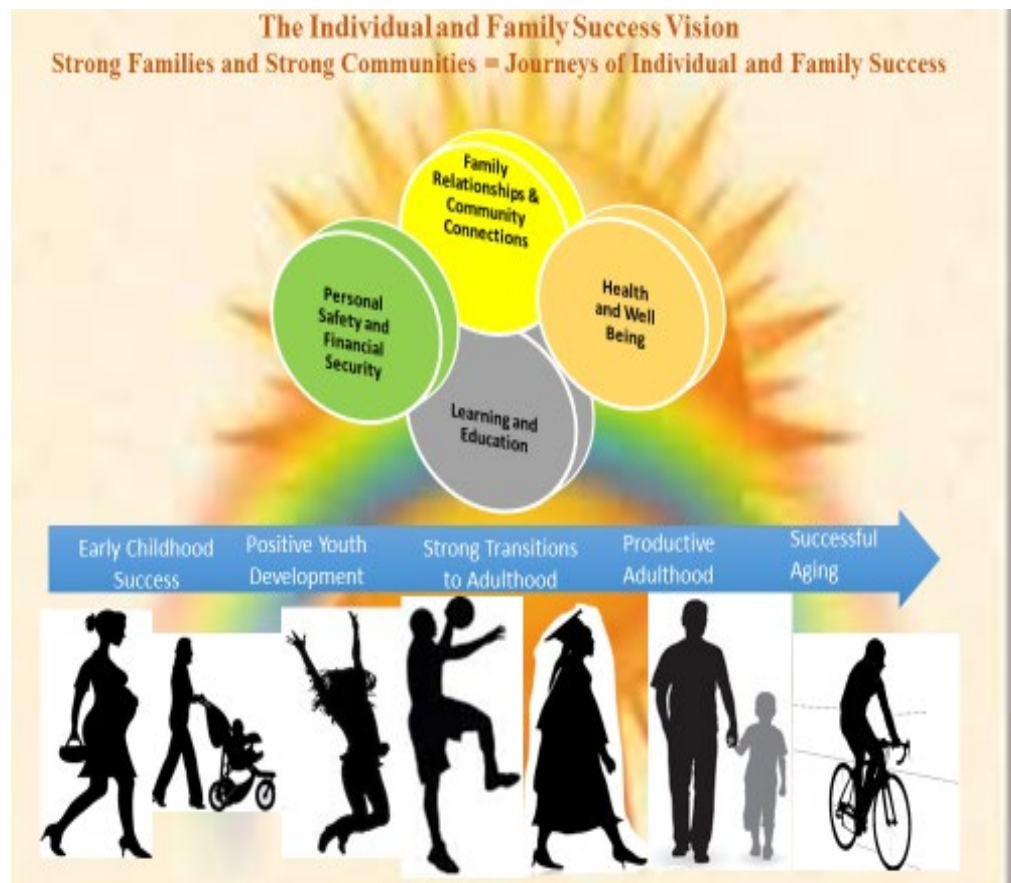 The Individual and Family Success Vision
Strong Families and Strong Communities = Journeys of Individual and Family Success
Family
Relationships &
Community
Connections
Personal
Safety and
Financial
Security
Health
and Well
Being
Learning and
Education
Early Childhood
Success
Positive Youth
Development
Strong Transitions
to Adulthood
Productive
Adulthood
Successful
Aging